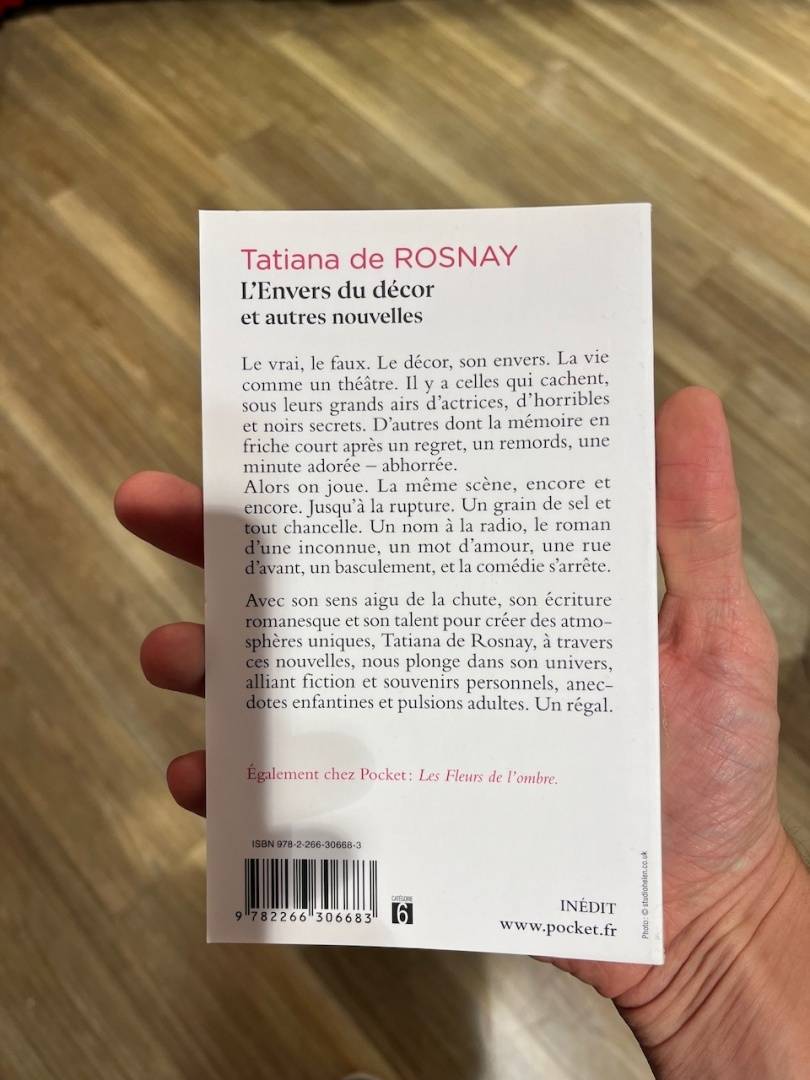 Tatiana de ROSNAY
L'Envers du décor
et autres nouvelles
Le vrai, le faux. Le décor, son envers. La vie
comme un théâtre. Il y a celles qui cachent,
sous leurs grands airs d'actrices, d'horribles
et noirs secrets. D'autres dont la mémoire en
friche court après un regret, un remords, une
minute adorée – abhorrée.
Alors on joue. La même scène, encore et
encore. Jusqu'à la rupture. Un grain de sel et
tout chancelle. Un nom à la radio, le roman
d'une inconnue, un mot d'amour, une rue
d'avant, un basculement, et la comédie s'arrête.
Avec son sens aigu de la chute, son écriture
romanesque et son talent pour créer des atmo-
sphères uniques, Tatiana de Rosnay, à travers
ces nouvelles, nous plonge dans son univers,
alliant fiction et souvenirs personnels, anec-
dotes enfantines et pulsions adultes. Un régal.
Également chez Pocket : Les Fleurs de l'ombre.
ISBN 978-2-266-30668-3
9 782266 306683
CATÉGORIE
6
INÉDIT
www.pocket.fr
Photo : © studiohelen.co.uk